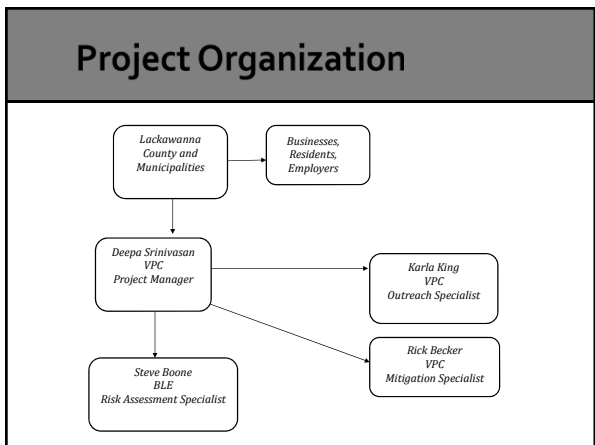 Project Organization
Lackawanna
County and
Municipalities
Businesses,
Residents,
Employers
Deepa Srinivasan
VPC
Project Manager
Karla King
VPC
Outreach Specialist
Rick Becker
VPC
Mitigation Specialist
Steve Boone
BLE
Risk Assessment Specialist